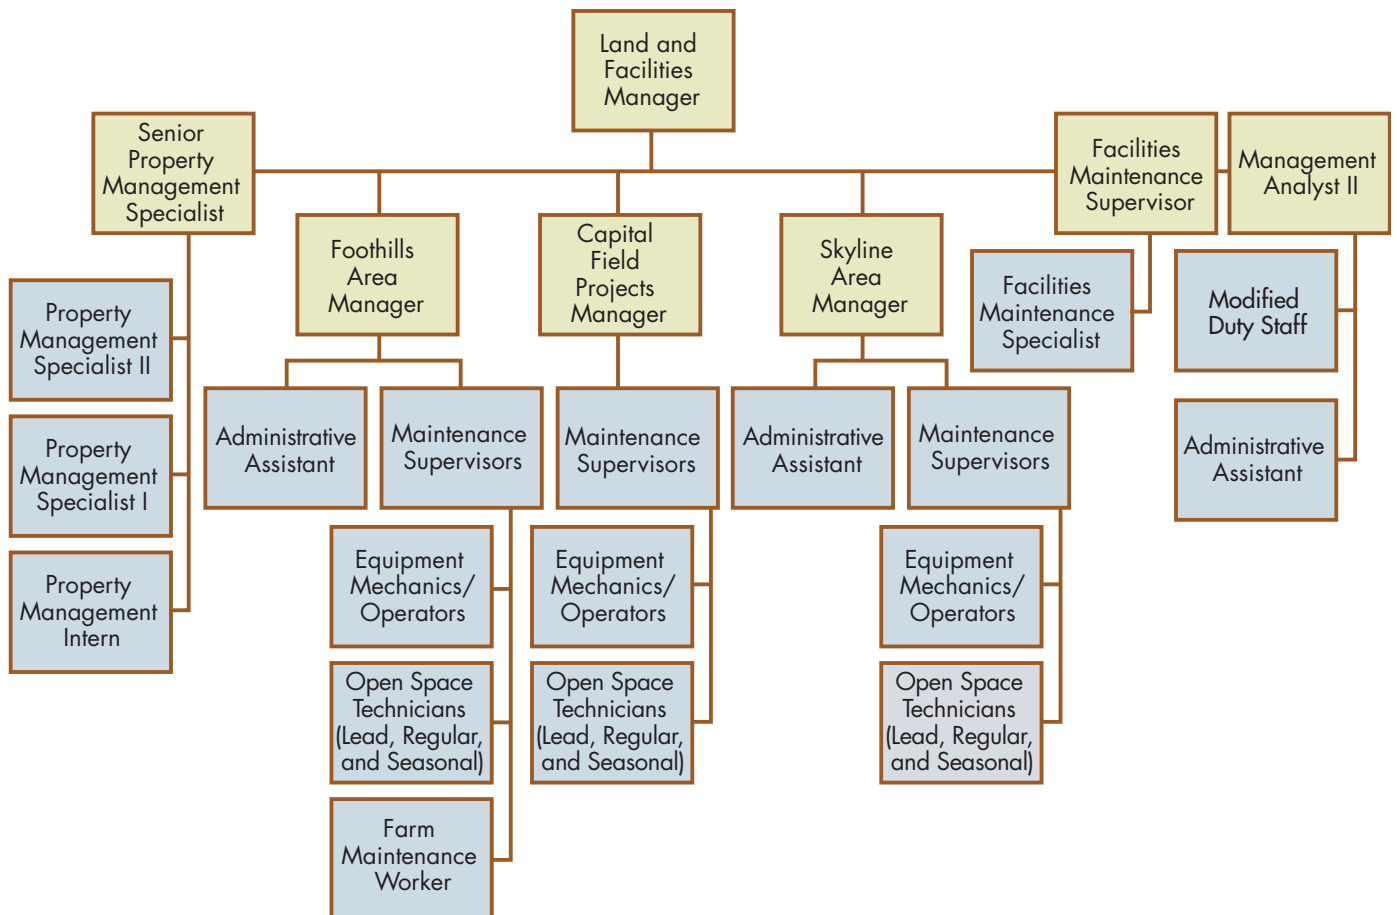 Land and
Facilities
Manager
Senior
Property
Management
Specialist
Facilities
Maintenance
Supervisor
Management
Analyst II
Foothills
Area
Manager
Capital
Field
Projects
Manager
Skyline
Area
Manager
Property
Management
Specialist II
Property
Management
Specialist I
Property
Management
Intern
Administrative
Assistant
Maintenance
Supervisors
Equipment
Mechanics/
Operators
Open Space
Technicians
(Lead, Regular,
and Seasonal)
Farm
Maintenance
Worker
Maintenance
Supervisors
Equipment
Mechanics/
Operators
Open Space
Technicians
(Lead, Regular,
and Seasonal)
Administrative
Assistant
Maintenance
Supervisors
Equipment
Mechanics/
Operators
Open Space
Technicians
(Lead, Regular,
and Seasonal)
Facilities
Maintenance
Specialist
Modified
Duty Staff
Administrative
Assistant